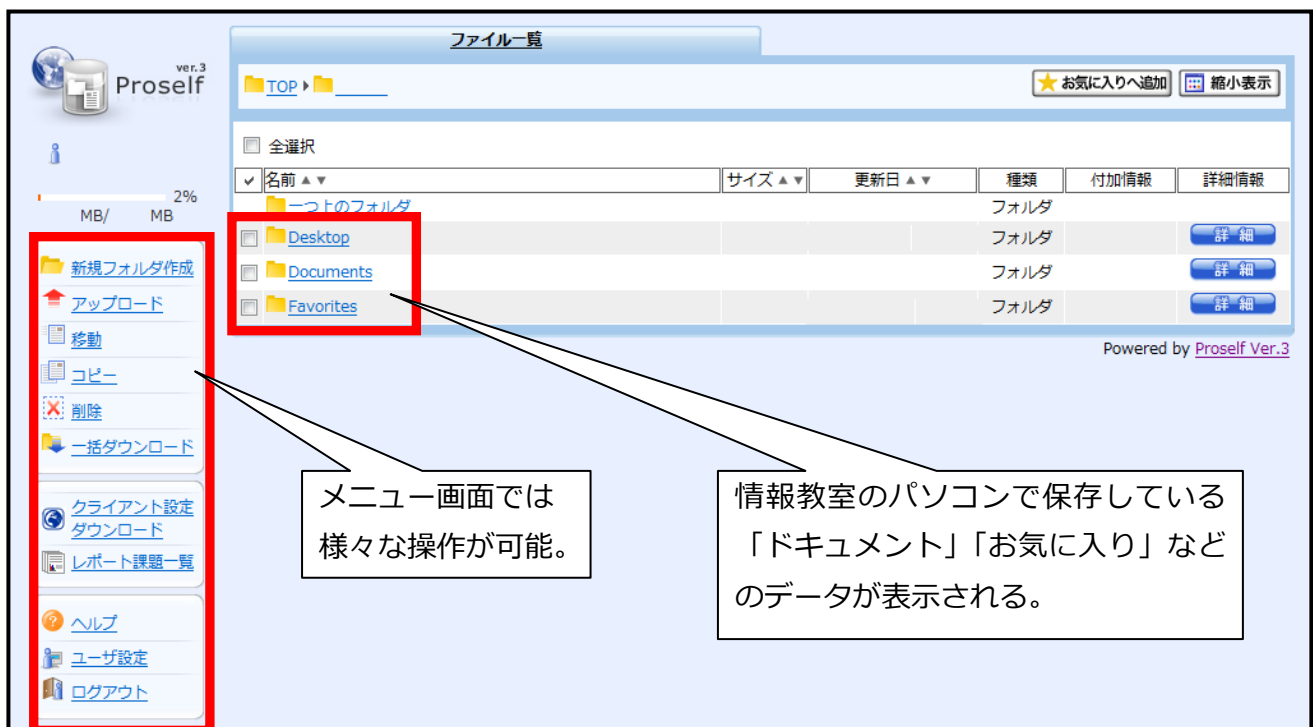 ver.3
Proself
2%
MB/ MB
新規フォルダ作成
アップロード
移動
コピー
削除
一括ダウンロード
クライアント設定
ダウンロード
レポート課題一覧
ヘルプ
ユーザ設定
ログアウト
ファイル一覧
TOP
お気に入りへ追加 縮小表示
全選択
名前 ▲▼ サイズ ▲▼ 更新日 ▲▼ 種類 付加情報 詳細情報
一つ上のフォルダ フォルダ
Desktop フォルダ 詳 細
Documents フォルダ 詳 細
Favorites フォルダ 詳 細
Powered by Proself Ver.3
メニュー画面では
様々な操作が可能。
情報教室のパソコンで保存している
「ドキュメント」「お気に入り」など
のデータが表示される。